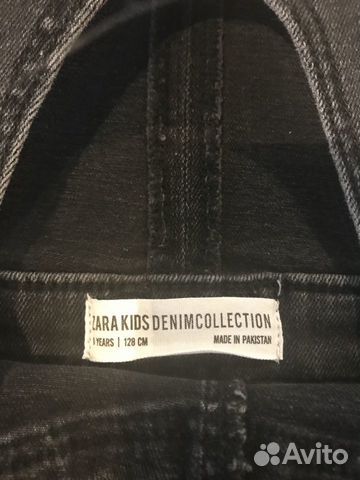 ZARA KIDS DENIMCOLLECTION
YEARS | 128 CM MADE IN PAKISTAN
Avito